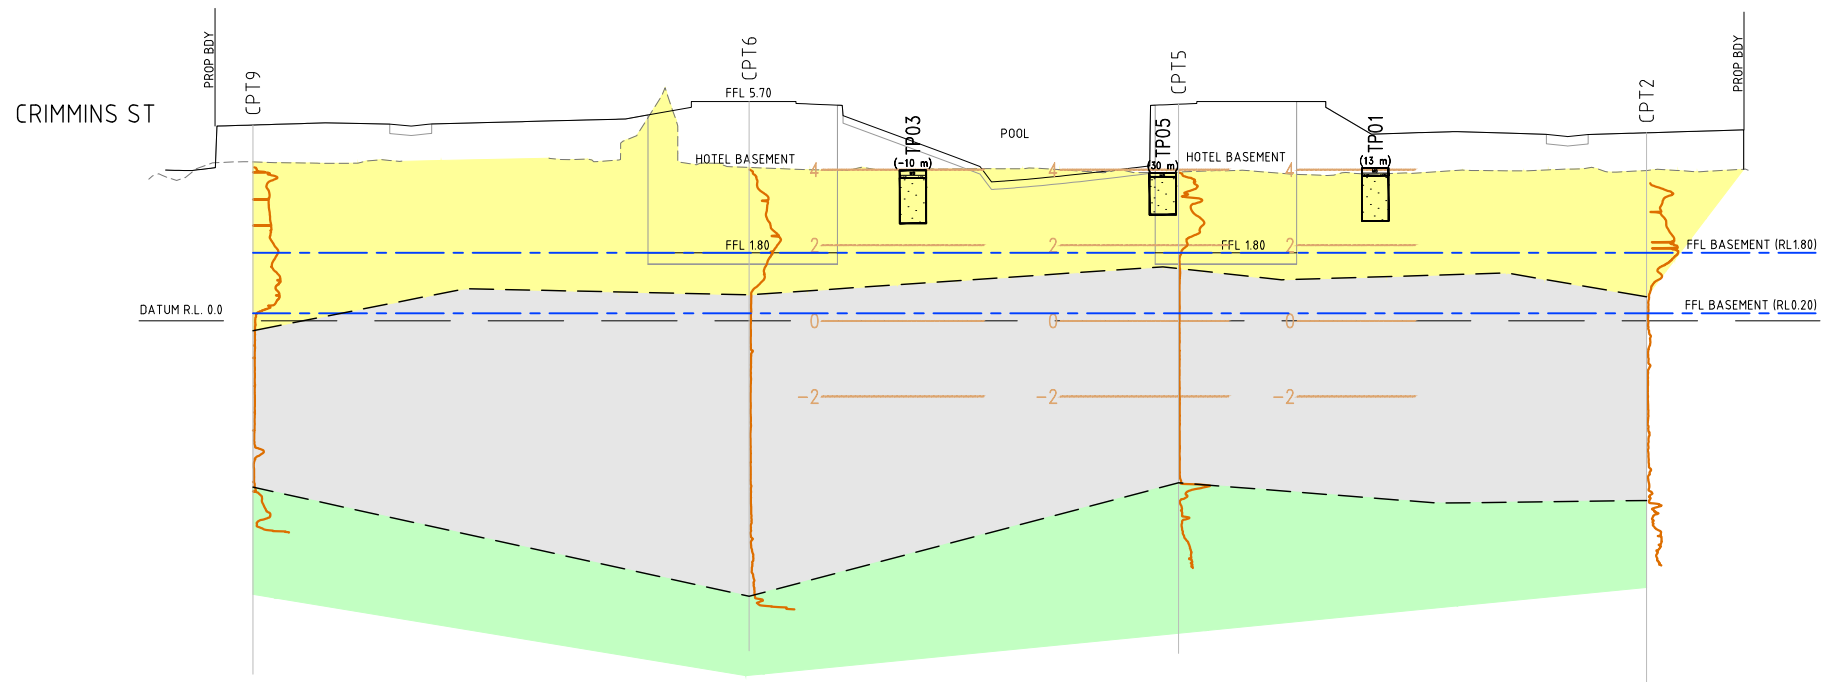 PROP BDY
CPT9
CPT6
CPT5
CPT2
PROP BDY
CRIMMINS ST
FFL 5.70
TP03
POOL
TP05
TP01
HOTEL BASEMENT
(-10 m)
(30 m)
HOTEL BASEMENT
(13 m)
4
4
4
FFL 1.80
2
2
FFL 1.80
2
FFL BASEMENT (RL1.80)
DATUM R.L. 0.0
FFL BASEMENT (RL0.20)
0
0
0
-2
-2
-2